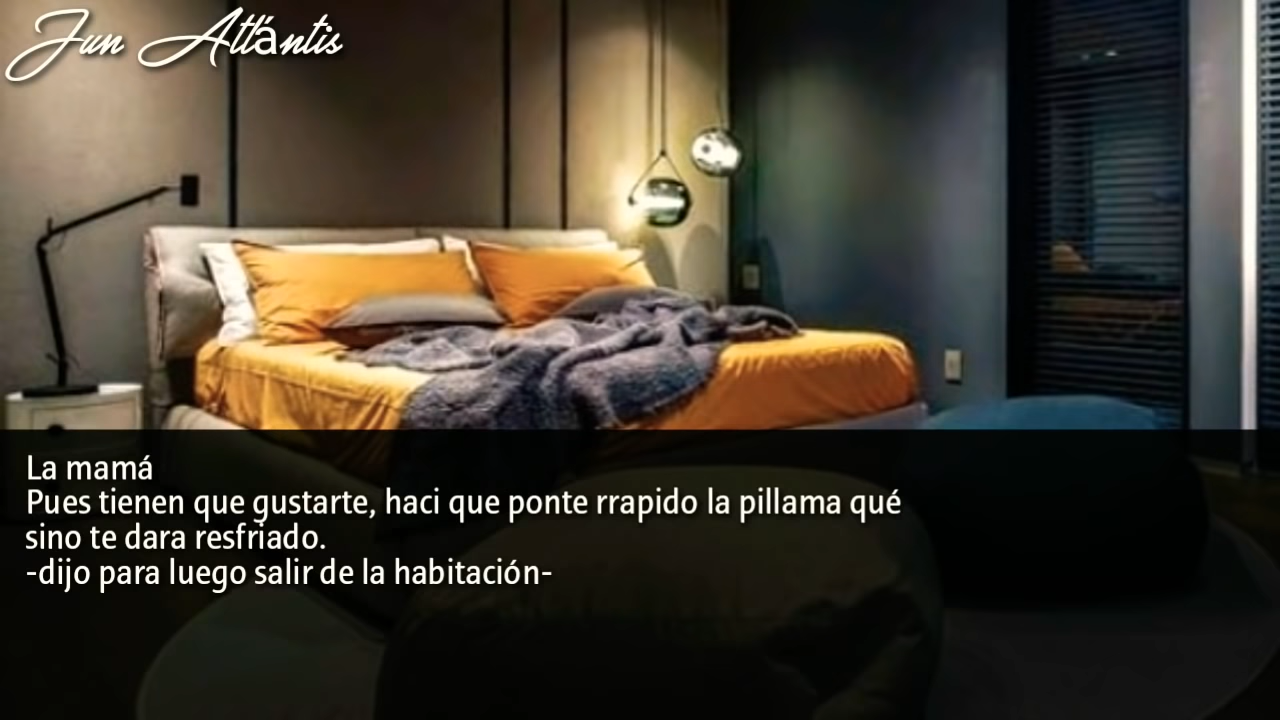 Jun Atlántis
La mamá
Pues tienen que gustarte, haci que ponte rrapido la pillama qué
sino te dara resfriado.
-dijo para luego salir de la habitación-